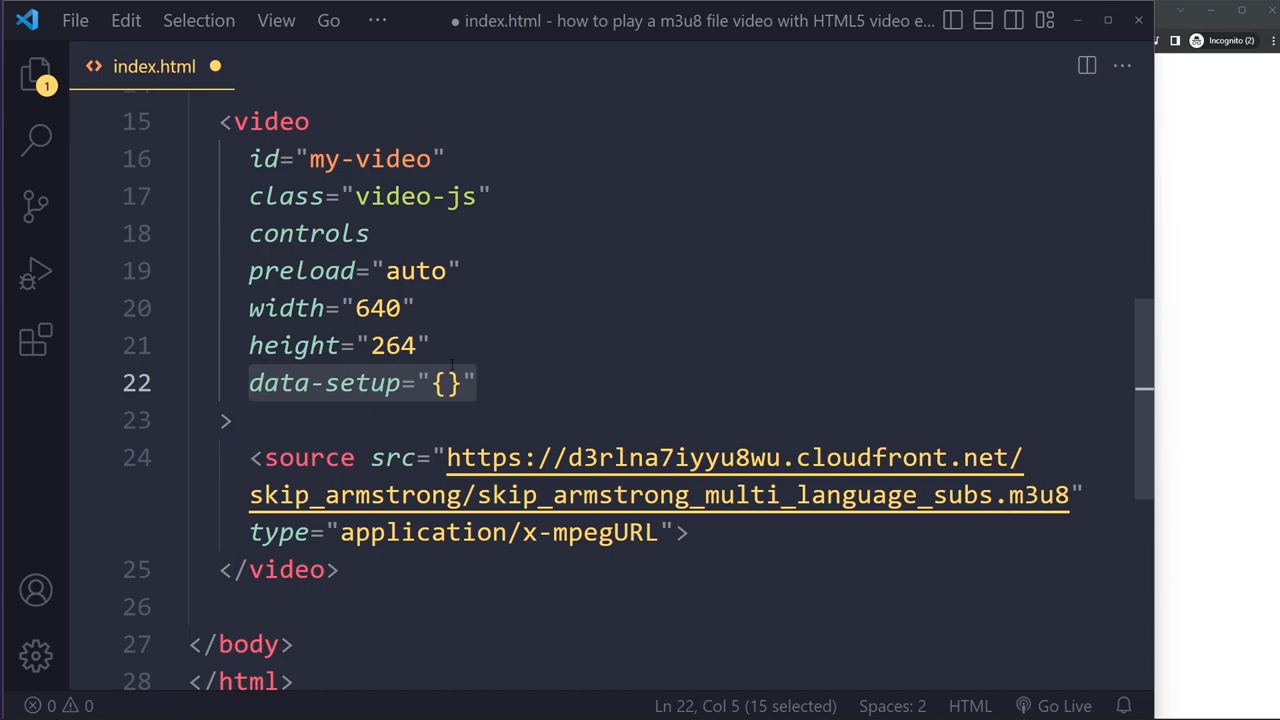 File Edit Selection View Go ··· ● index.html - how to play a m3u8 file video with HTML5 video e...
Incognito (2)
1
index.html
15 <video
16 id="my-video"
17 class="video-js"
18 controls
19 preload="auto"
20 width="640"
21 height="264"
22 data-setup="{}"
23 >
24 <source src="https://d3rlna7iyyu8wu.cloudfront.net/
skip_armstrong/skip_armstrong_multi_language_subs.m3u8"
type="application/x-mpegURL">
25 </video>
26
27 </body>
28 </html>
0 0 Ln 22, Col 5 (15 selected) Spaces: 2 HTML Go Live